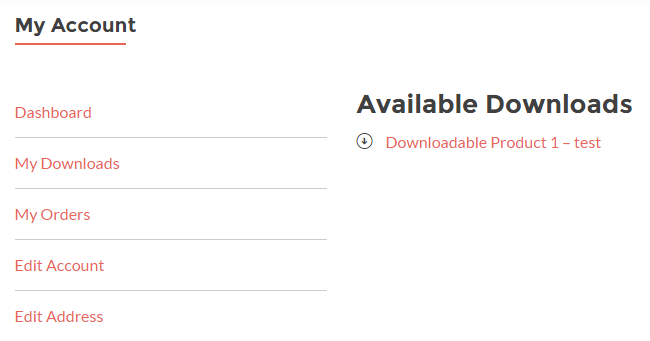 My Account
Dashboard
My Downloads
My Orders
Edit Account
Edit Address
Available Downloads
Downloadable Product 1 – test